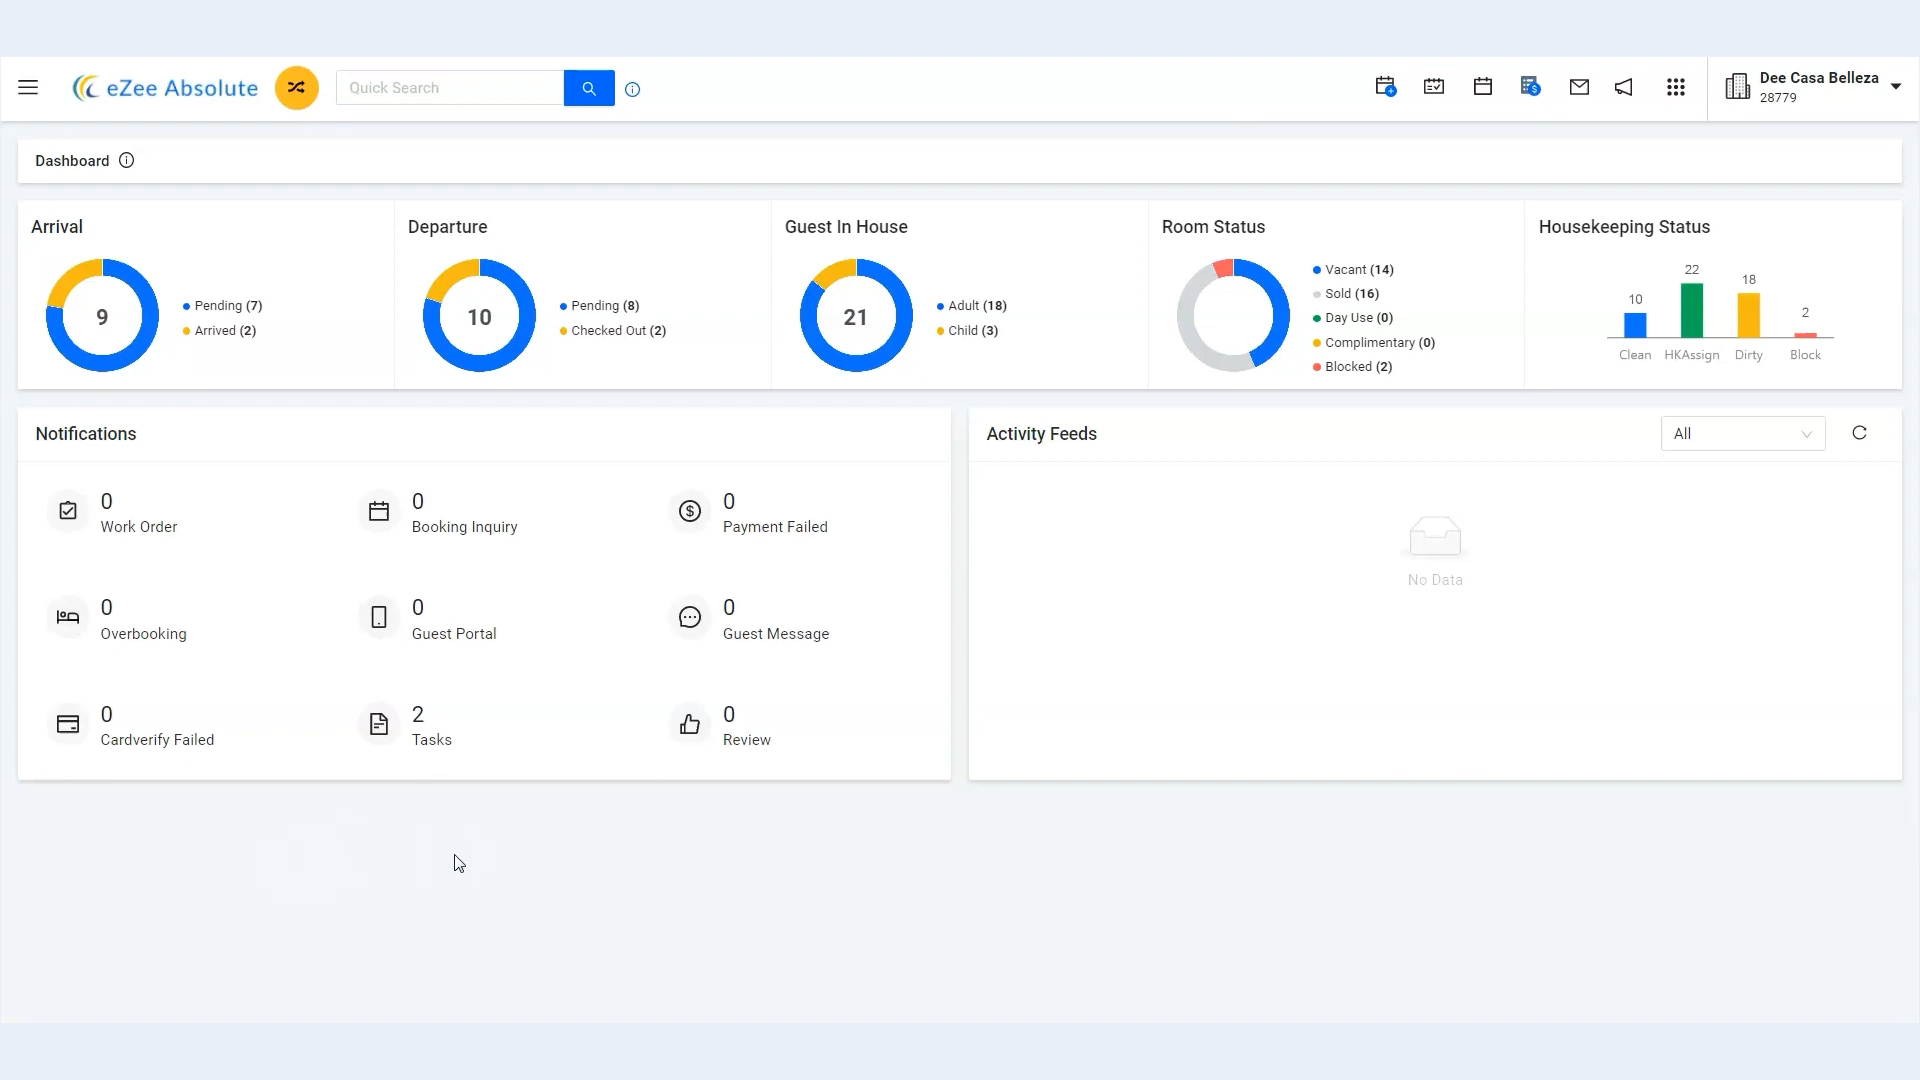 eZee Absolute
Quick Search
Dee Casa Belleza
28779
Dashboard
Arrival
9
Pending (7)
Arrived (2)
Departure
10
Pending (8)
Checked Out (2)
Guest In House
21
Adult (18)
Child (3)
Room Status
Vacant (14)
Sold (16)
Day Use (0)
Complimentary (0)
Blocked (2)
Housekeeping Status
10
22
18
2
Clean
HKAssign
Dirty
Block
Notifications
0
Work Order
0
Booking Inquiry
0
Payment Failed
0
Overbooking
0
Guest Portal
0
Guest Message
0
Cardverify Failed
2
Tasks
0
Review
Activity Feeds
All
No Data